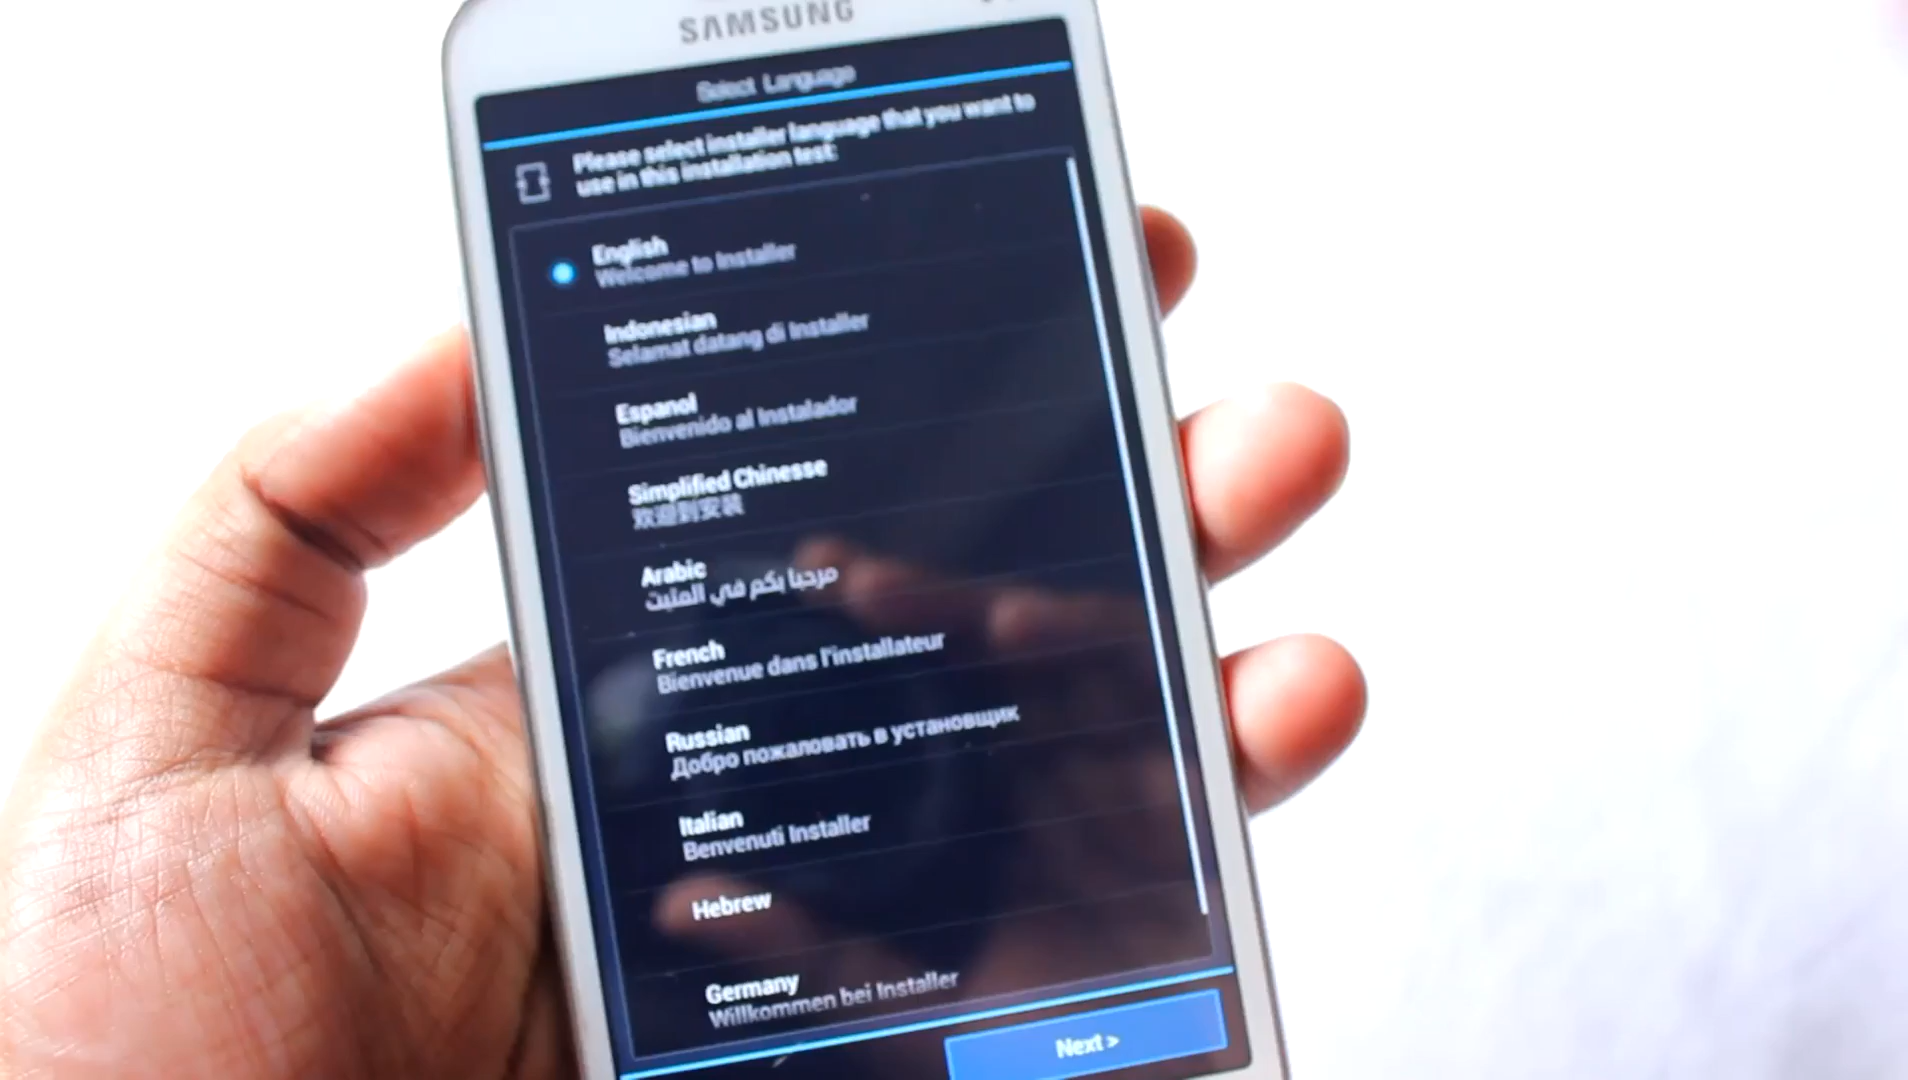 SAMSUNG
Select Language
Please select installer language that you want to
use in this installation test:
English
Welcome to Installer
Indonesian
Selamat datang di Installer
Espanol
Bienvenido al Instalador
Simplified Chinesse
欢迎到安装
Arabic
مرحبا بكم في المثبت
French
Bienvenue dans l'installateur
Russian
Добро пожаловать в установщик
Italian
Benvenuti Installer
Hebrew
Germany
Willkommen bei Installer
Next >